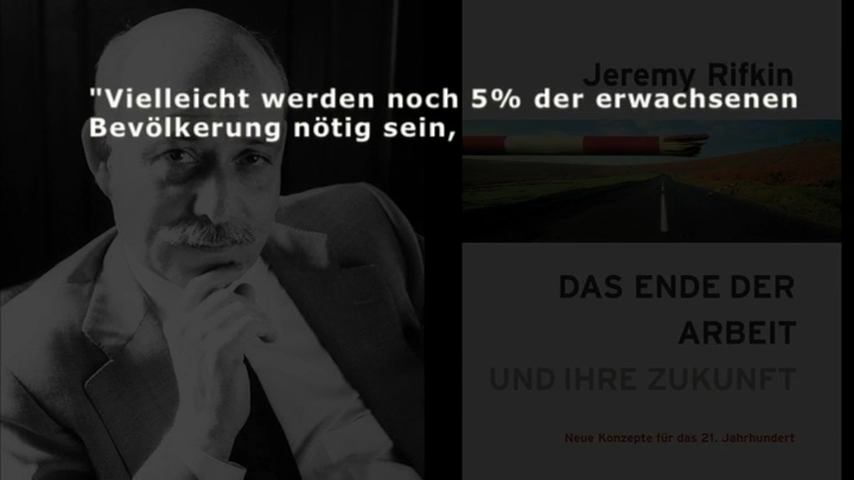 Jeremy Rifkin
"Vielleicht werden noch 5% der erwachsenen
Bevölkerung nötig sein,
DAS ENDE DER
ARBEIT
UND IHRE ZUKUNFT
Neue Konzepte für das 21. Jahrhundert